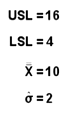 USL = 16
LSL = 4
X̿ = 10
σ̂ = 2